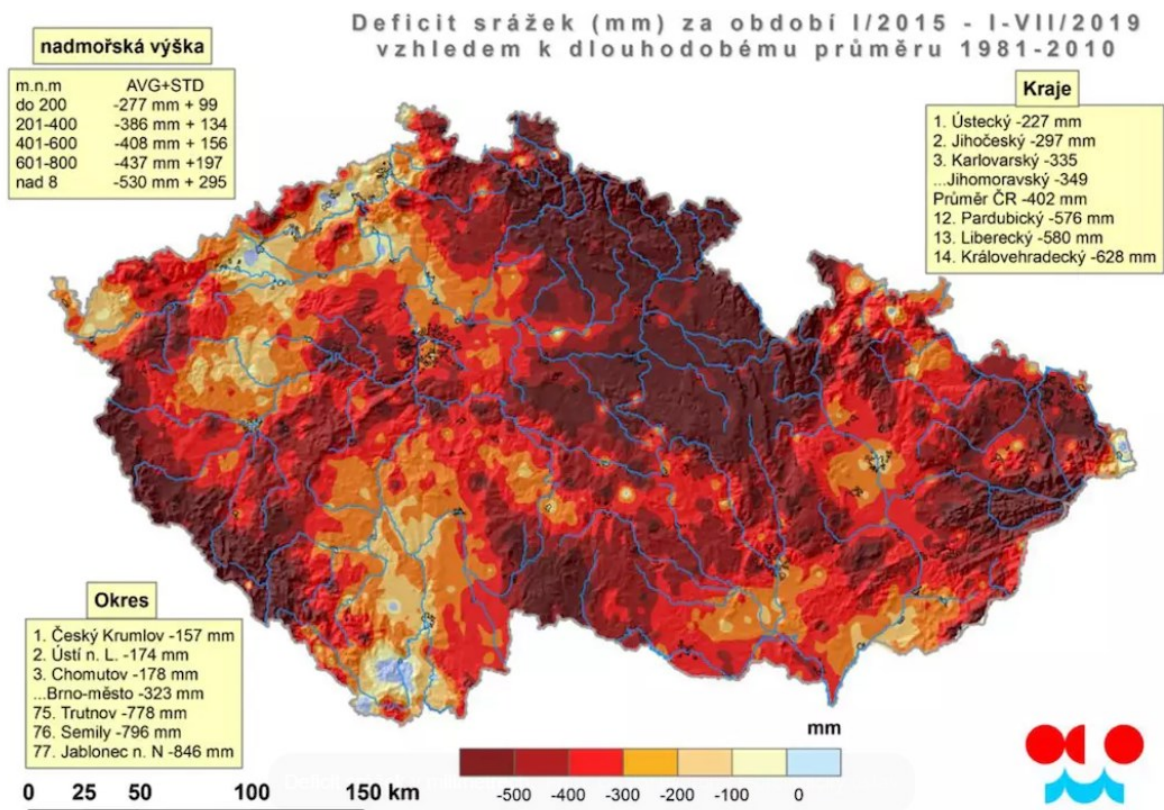 Deficit srážek (mm) za období I/2015 - I-VII/2019
vzhledem k dlouhodobému průměru 1981-2010
nadmořská výška
m.n.m AVG+STD
do 200 -277 mm + 99
201-400 -386 mm + 134
401-600 -408 mm + 156
601-800 -437 mm +197
nad 8 -530 mm + 295
Kraje
1. Ústecký -227 mm
2. Jihočeský -297 mm
3. Karlovarský -335
...Jihomoravský -349
Průměr ČR -402 mm
12. Pardubický -576 mm
13. Liberecký -580 mm
14. Královehradecký -628 mm
Okres
1. Český Krumlov -157 mm
2. Ústí n. L. -174 mm
3. Chomutov -178 mm
...Brno-město -323 mm
75. Trutnov -778 mm
76. Semily -796 mm
77. Jablonec n. N -846 mm
mm
-500 -400 -300 -200 -100 0
0 25 50 100 150 km